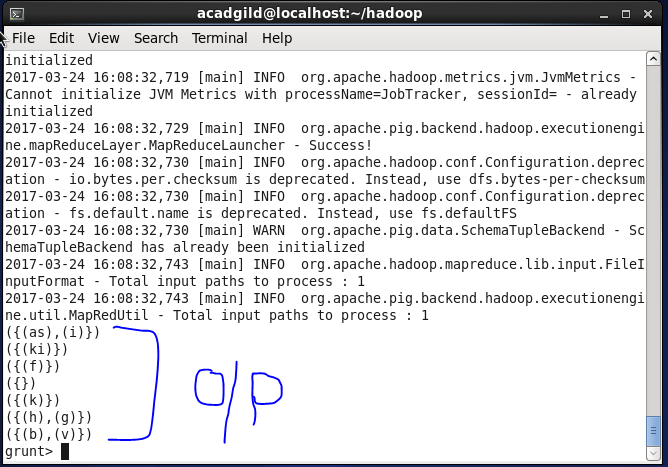 acadgild@localhost:~/hadoop
File Edit View Search Terminal Help
initialized
2017-03-24 16:08:32,719 [main] INFO  org.apache.hadoop.metrics.jvm.JvmMetrics -
Cannot initialize JVM Metrics with processName=JobTracker, sessionId= - already
initialized
2017-03-24 16:08:32,729 [main] INFO  org.apache.pig.backend.hadoop.executionengi
ne.mapReduceLayer.MapReduceLauncher - Success!
2017-03-24 16:08:32,730 [main] INFO  org.apache.hadoop.conf.Configuration.deprec
ation - io.bytes.per.checksum is deprecated. Instead, use dfs.bytes-per-checksum
2017-03-24 16:08:32,730 [main] INFO  org.apache.hadoop.conf.Configuration.deprec
ation - fs.default.name is deprecated. Instead, use fs.defaultFS
2017-03-24 16:08:32,730 [main] WARN  org.apache.pig.data.SchemaTupleBackend - Sc
hemaTupleBackend has already been initialized
2017-03-24 16:08:32,743 [main] INFO  org.apache.hadoop.mapreduce.lib.input.FileI
nputFormat - Total input paths to process : 1
2017-03-24 16:08:32,743 [main] INFO  org.apache.pig.backend.hadoop.executionengi
ne.util.MapRedUtil - Total input paths to process : 1
({(as),(i)})
({(ki)})
({(f)})
({})
({(k)})
({(h),(g)})
({(b),(v)})
o/p
grunt>